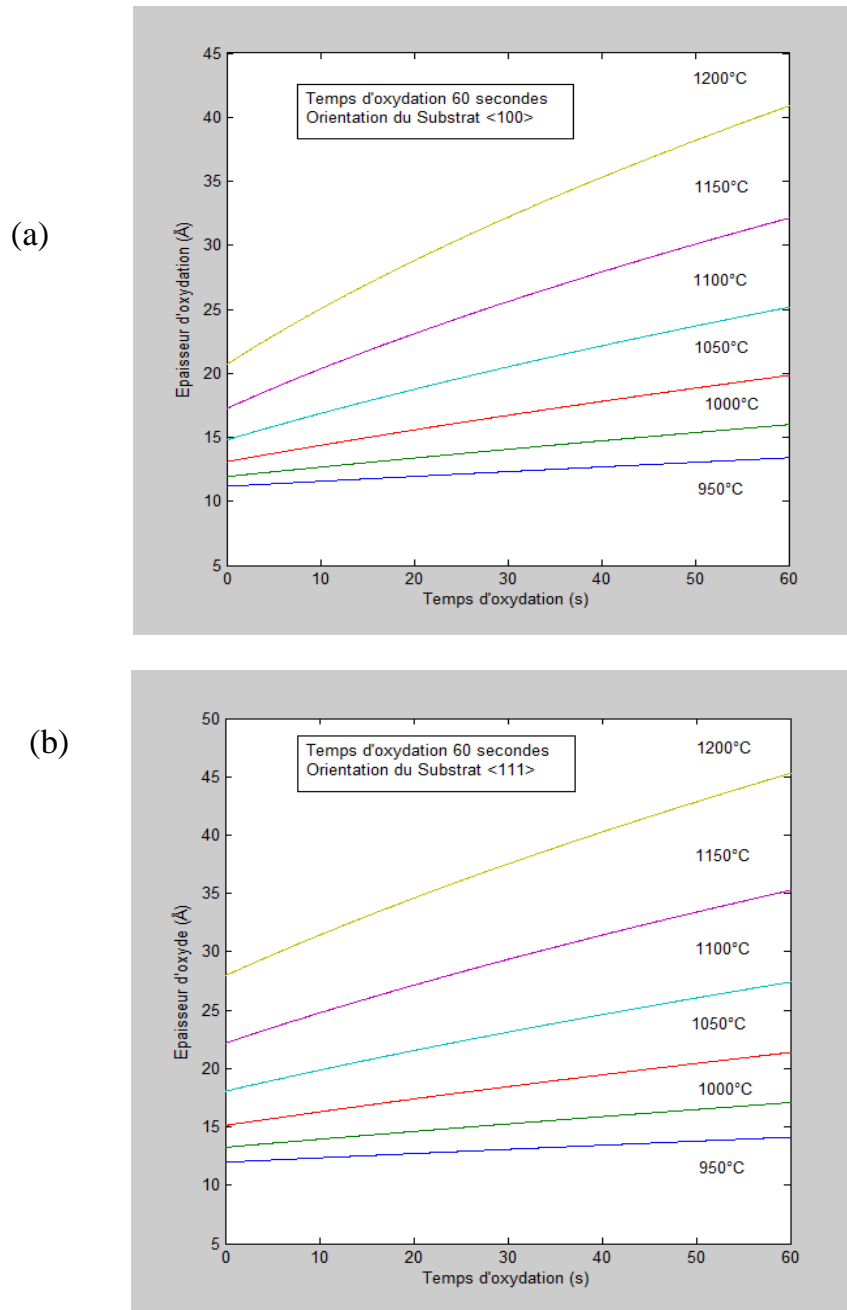 (a)
Temps d'oxydation 60 secondes
Orientation du Substrat <100>
1200°C
1150°C
1100°C
1050°C
1000°C
950°C
Epaisseur d'oxydation (Å)
45
40
35
30
25
20
15
10
5
0 10 20 30 40 50 60
Temps d'oxydation (s)
(b)
Temps d'oxydation 60 secondes
Orientation du Substrat <111>
1200°C
1150°C
1100°C
1050°C
1000°C
950°C
Epaisseur d'oxyde (Å)
50
45
40
35
30
25
20
15
10
5
0 10 20 30 40 50 60
Temps d'oxydation (s)